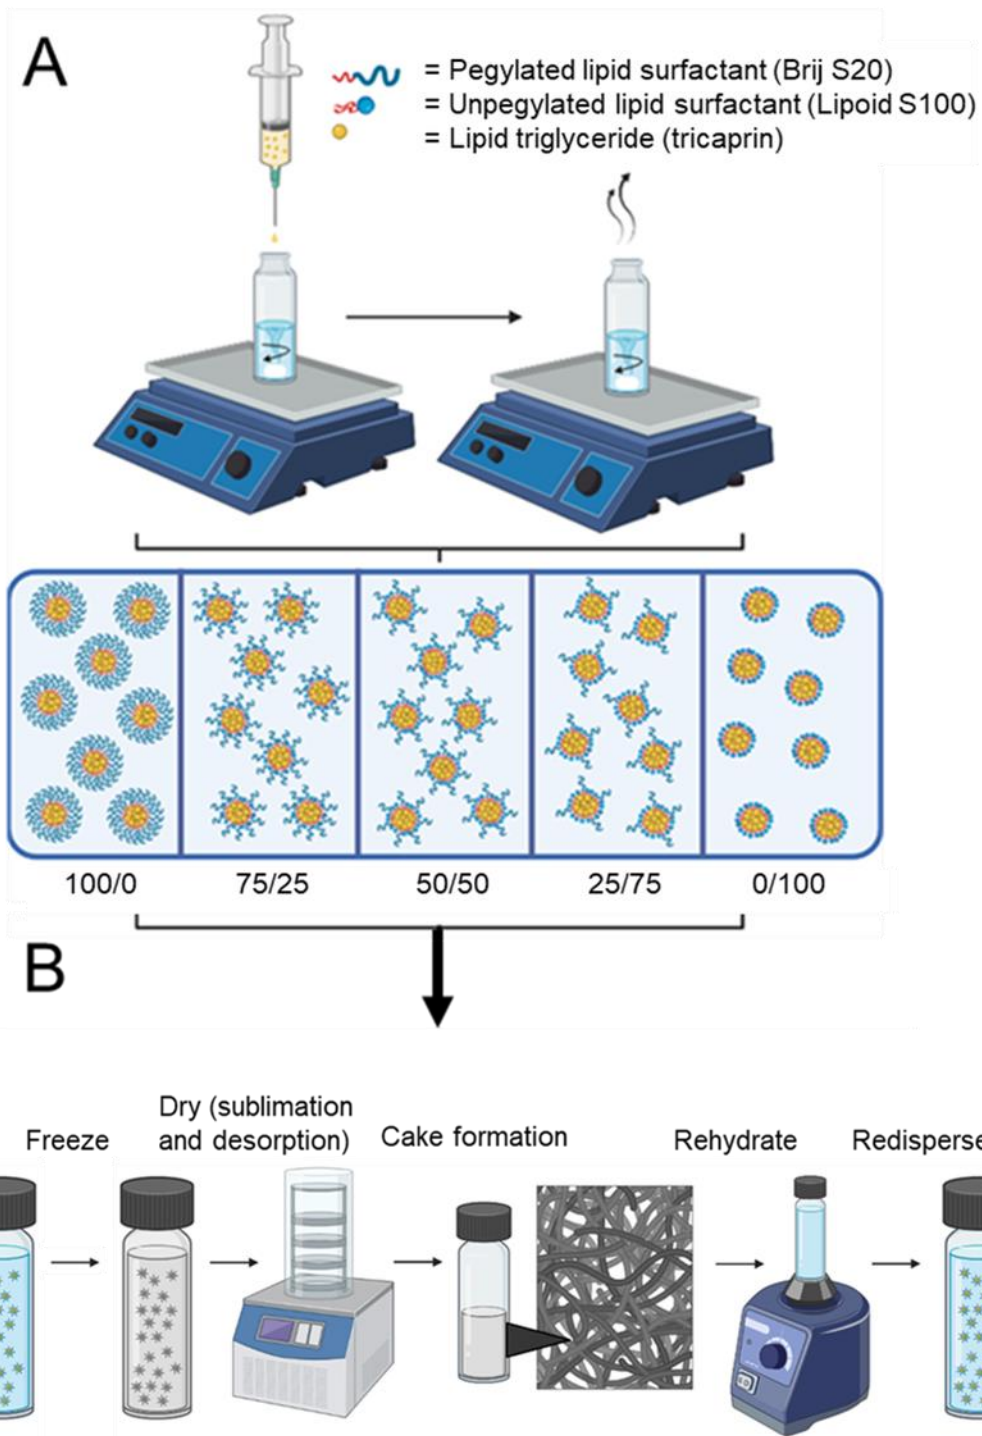 A
= Pegylated lipid surfactant (Brij S20)
= Unpegylated lipid surfactant (Lipoid S100)
= Lipid triglyceride (tricaprin)
100/0
75/25
50/50
25/75
0/100
B
Freeze
Dry (sublimation
and desorption)
Cake formation
Rehydrate
Redisperse